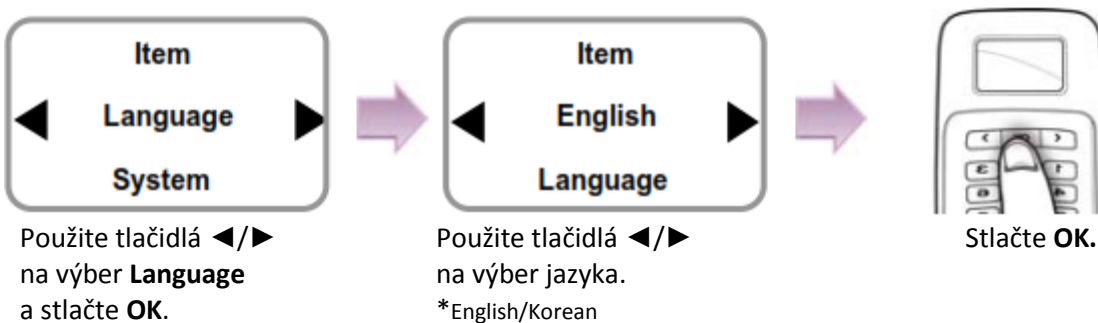 Item
Language
System
Item
English
Language
Použite tlačidlá ◄/►
na výber Language
a stlačte OK.
Použite tlačidlá ◄/►
na výber jazyka.
*English/Korean
Stlačte OK.